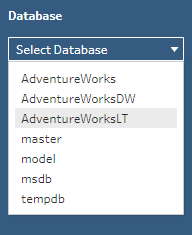 Database
Select Database
AdventureWorks
AdventureWorksDW
AdventureWorksLT
master
model
msdb
tempdb